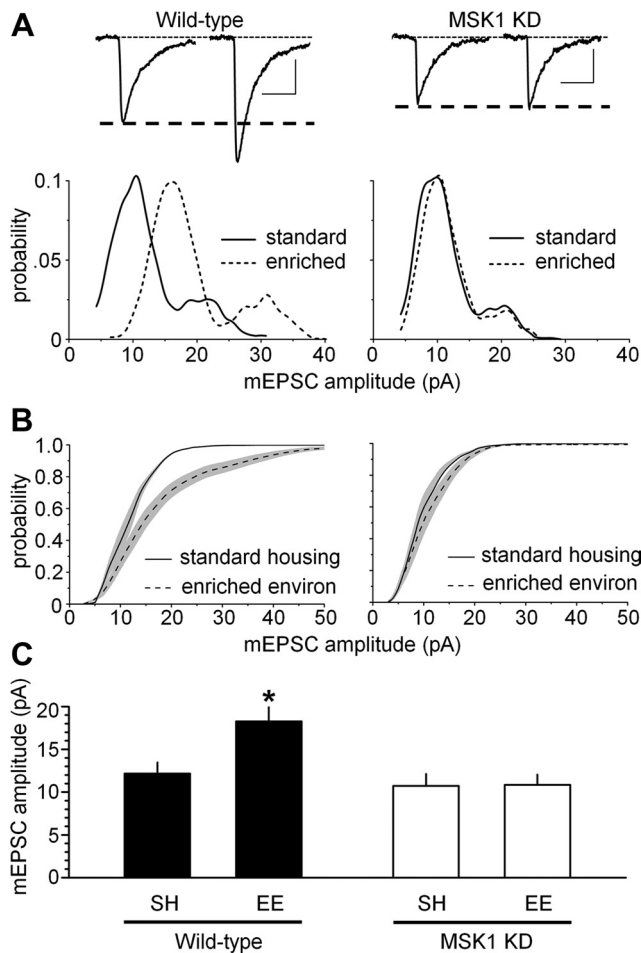 A
Wild-type
MSK1 KD
0.1
.05
0
probability
standard
enriched
standard
enriched
0 10 20 30 40
0 10 20 30 40
mEPSC amplitude (pA)
B
1.0
0.8
0.6
0.4
0.2
0
probability
standard housing
enriched environ
standard housing
enriched environ
0 10 20 30 40 50
0 10 20 30 40 50
mEPSC amplitude (pA)
C
mEPSC amplitude (pA)
20
15
10
5
0
*
SH EE SH EE
Wild-type MSK1 KD